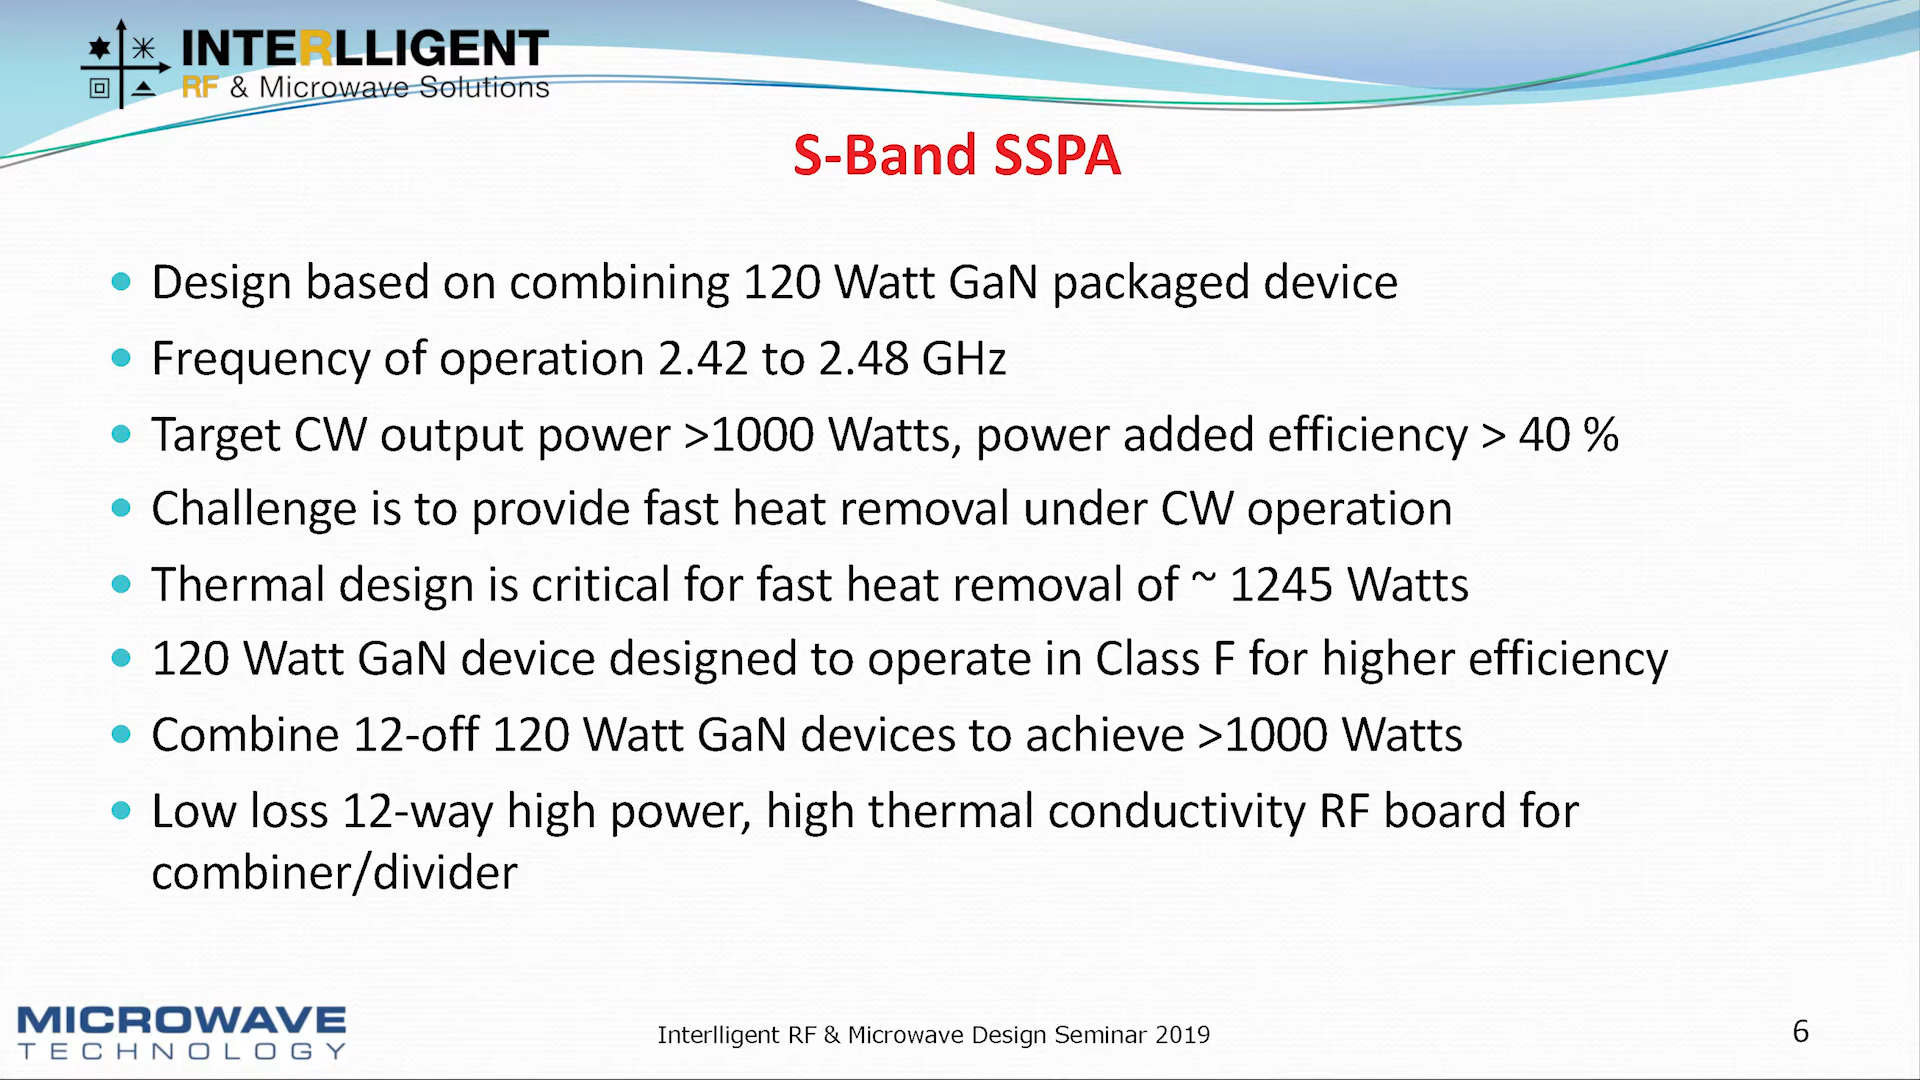 INTERLLIGENT
RF & Microwave Solutions
S-Band SSPA
• Design based on combining 120 Watt GaN packaged device
• Frequency of operation 2.42 to 2.48 GHz
• Target CW output power >1000 Watts, power added efficiency > 40 %
• Challenge is to provide fast heat removal under CW operation
• Thermal design is critical for fast heat removal of ~ 1245 Watts
• 120 Watt GaN device designed to operate in Class F for higher efficiency
• Combine 12-off 120 Watt GaN devices to achieve >1000 Watts
• Low loss 12-way high power, high thermal conductivity RF board for
combiner/divider
MICROWAVE
TECHNOLOGY
Interlligent RF & Microwave Design Seminar 2019
6